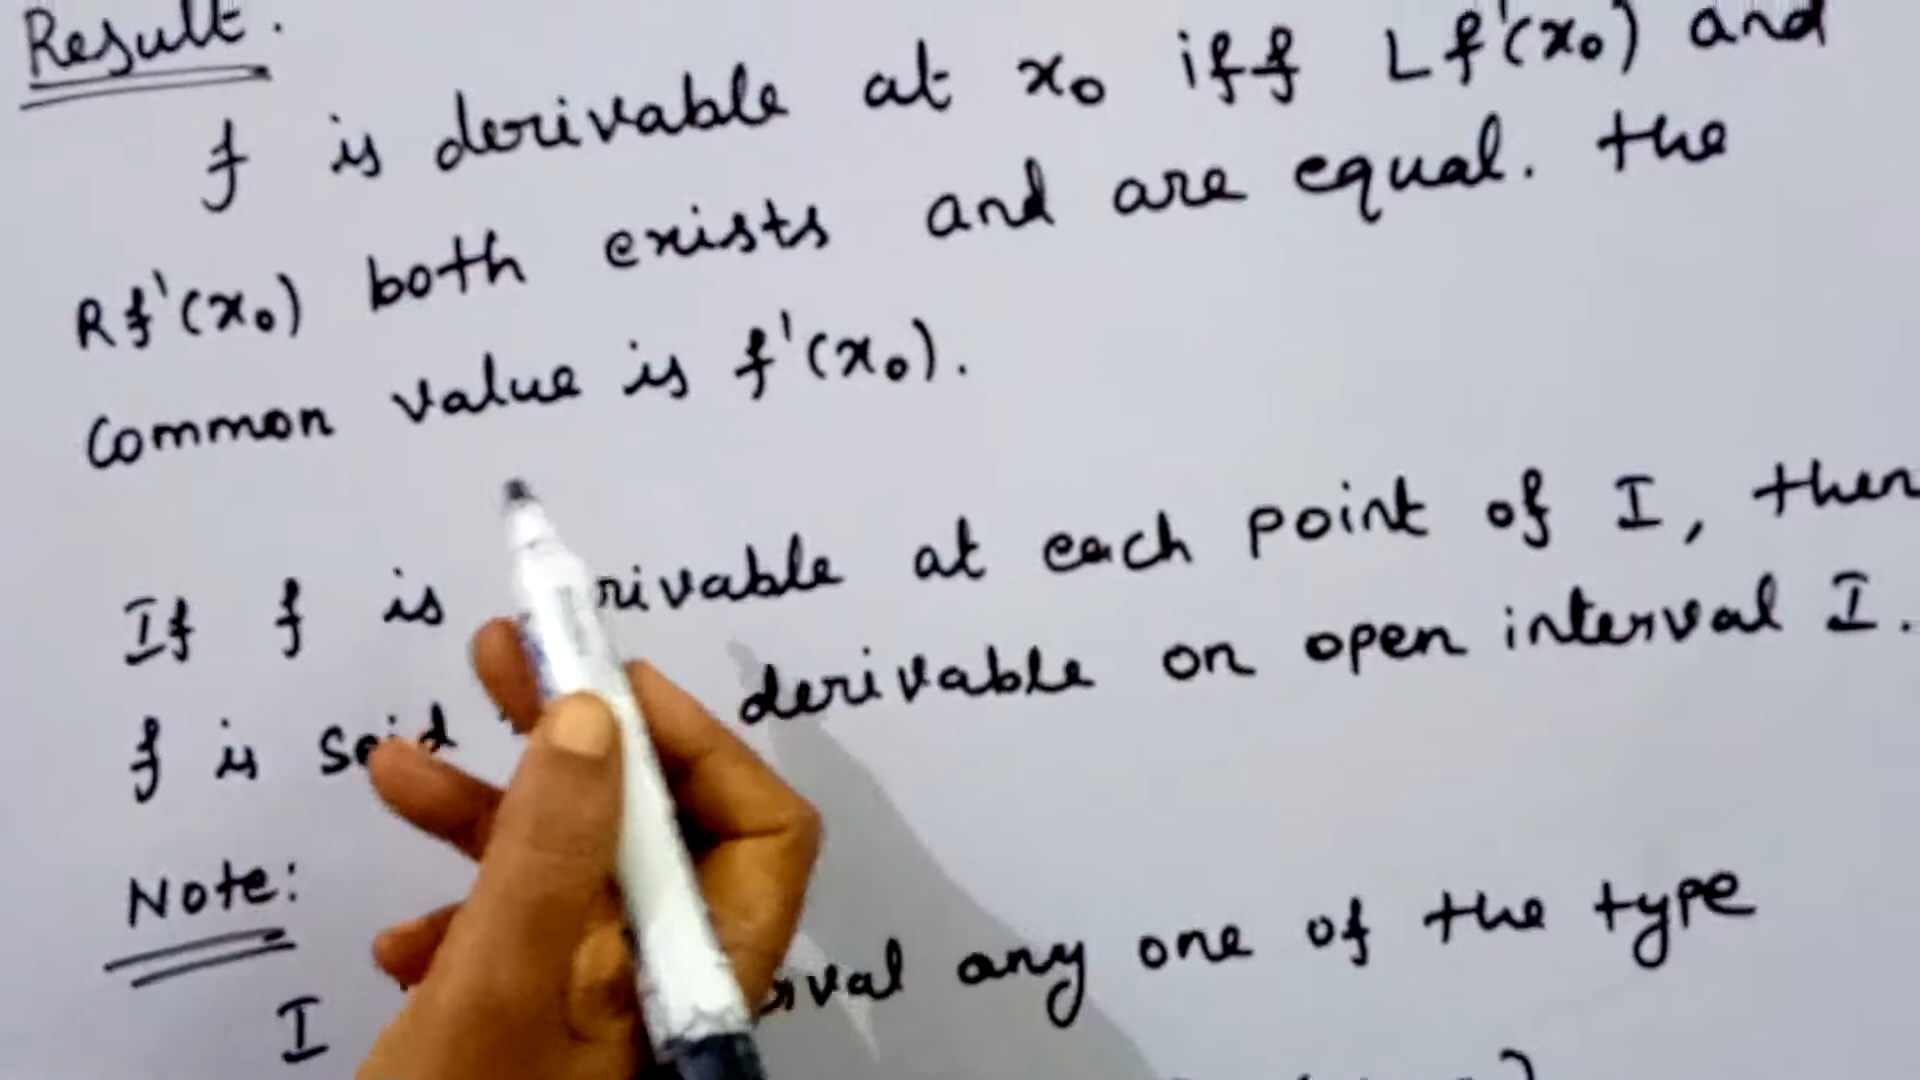 Result.
f is derivable at x₀ iff Lf'(x₀) and
Rf'(x₀) both exists and are equal. the
Common value is f'(x₀).
If f is rivable at each point of I, then
f is said derivable on open interval I.
Note:
I rval any one of the type